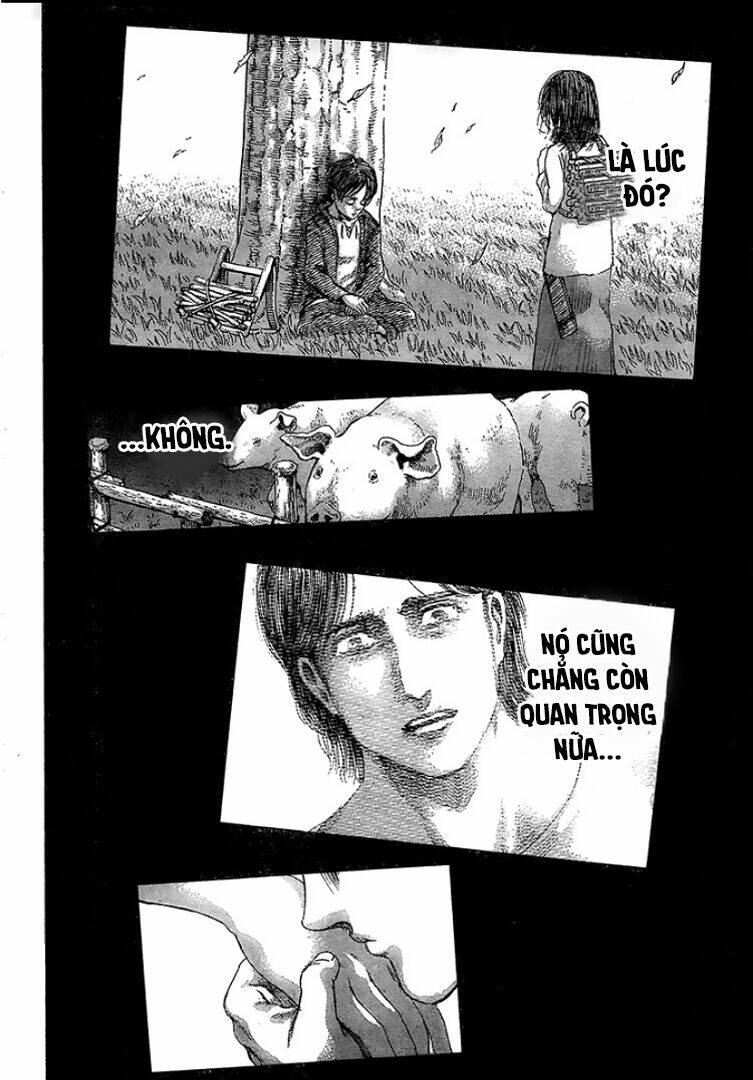 LÀ LÚC
ĐÓ?
...KHÔNG.
NÓ CŨNG
CHẲNG CÒN
QUAN TRỌNG
NỮA...